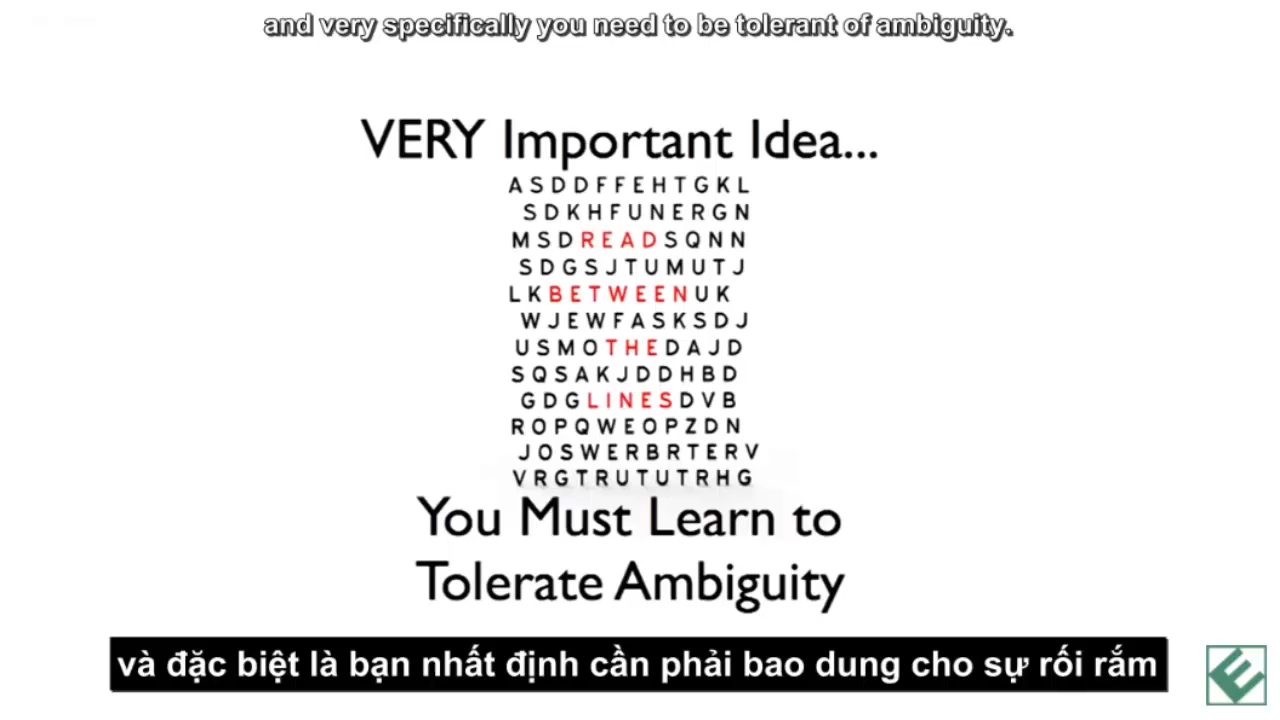 and very specifically you need to be tolerant of ambiguity.
VERY Important Idea...
ASDDFFEHTGKL
SDKHFUNERGN
MSDREADSQNN
SDGSJTUMUTJ
LKBETWEENUK
WJEWFASKSDJ
USMOTHEDAJD
SQSAKJDDHBD
GDGLINESDVB
ROPQWEOPZDN
JOSWERBRTERV
VRGTRUTUTRHG
You Must Learn to
Tolerate Ambiguity
và đặc biệt là bạn nhất định cần phải bao dung cho sự rối rắm
E